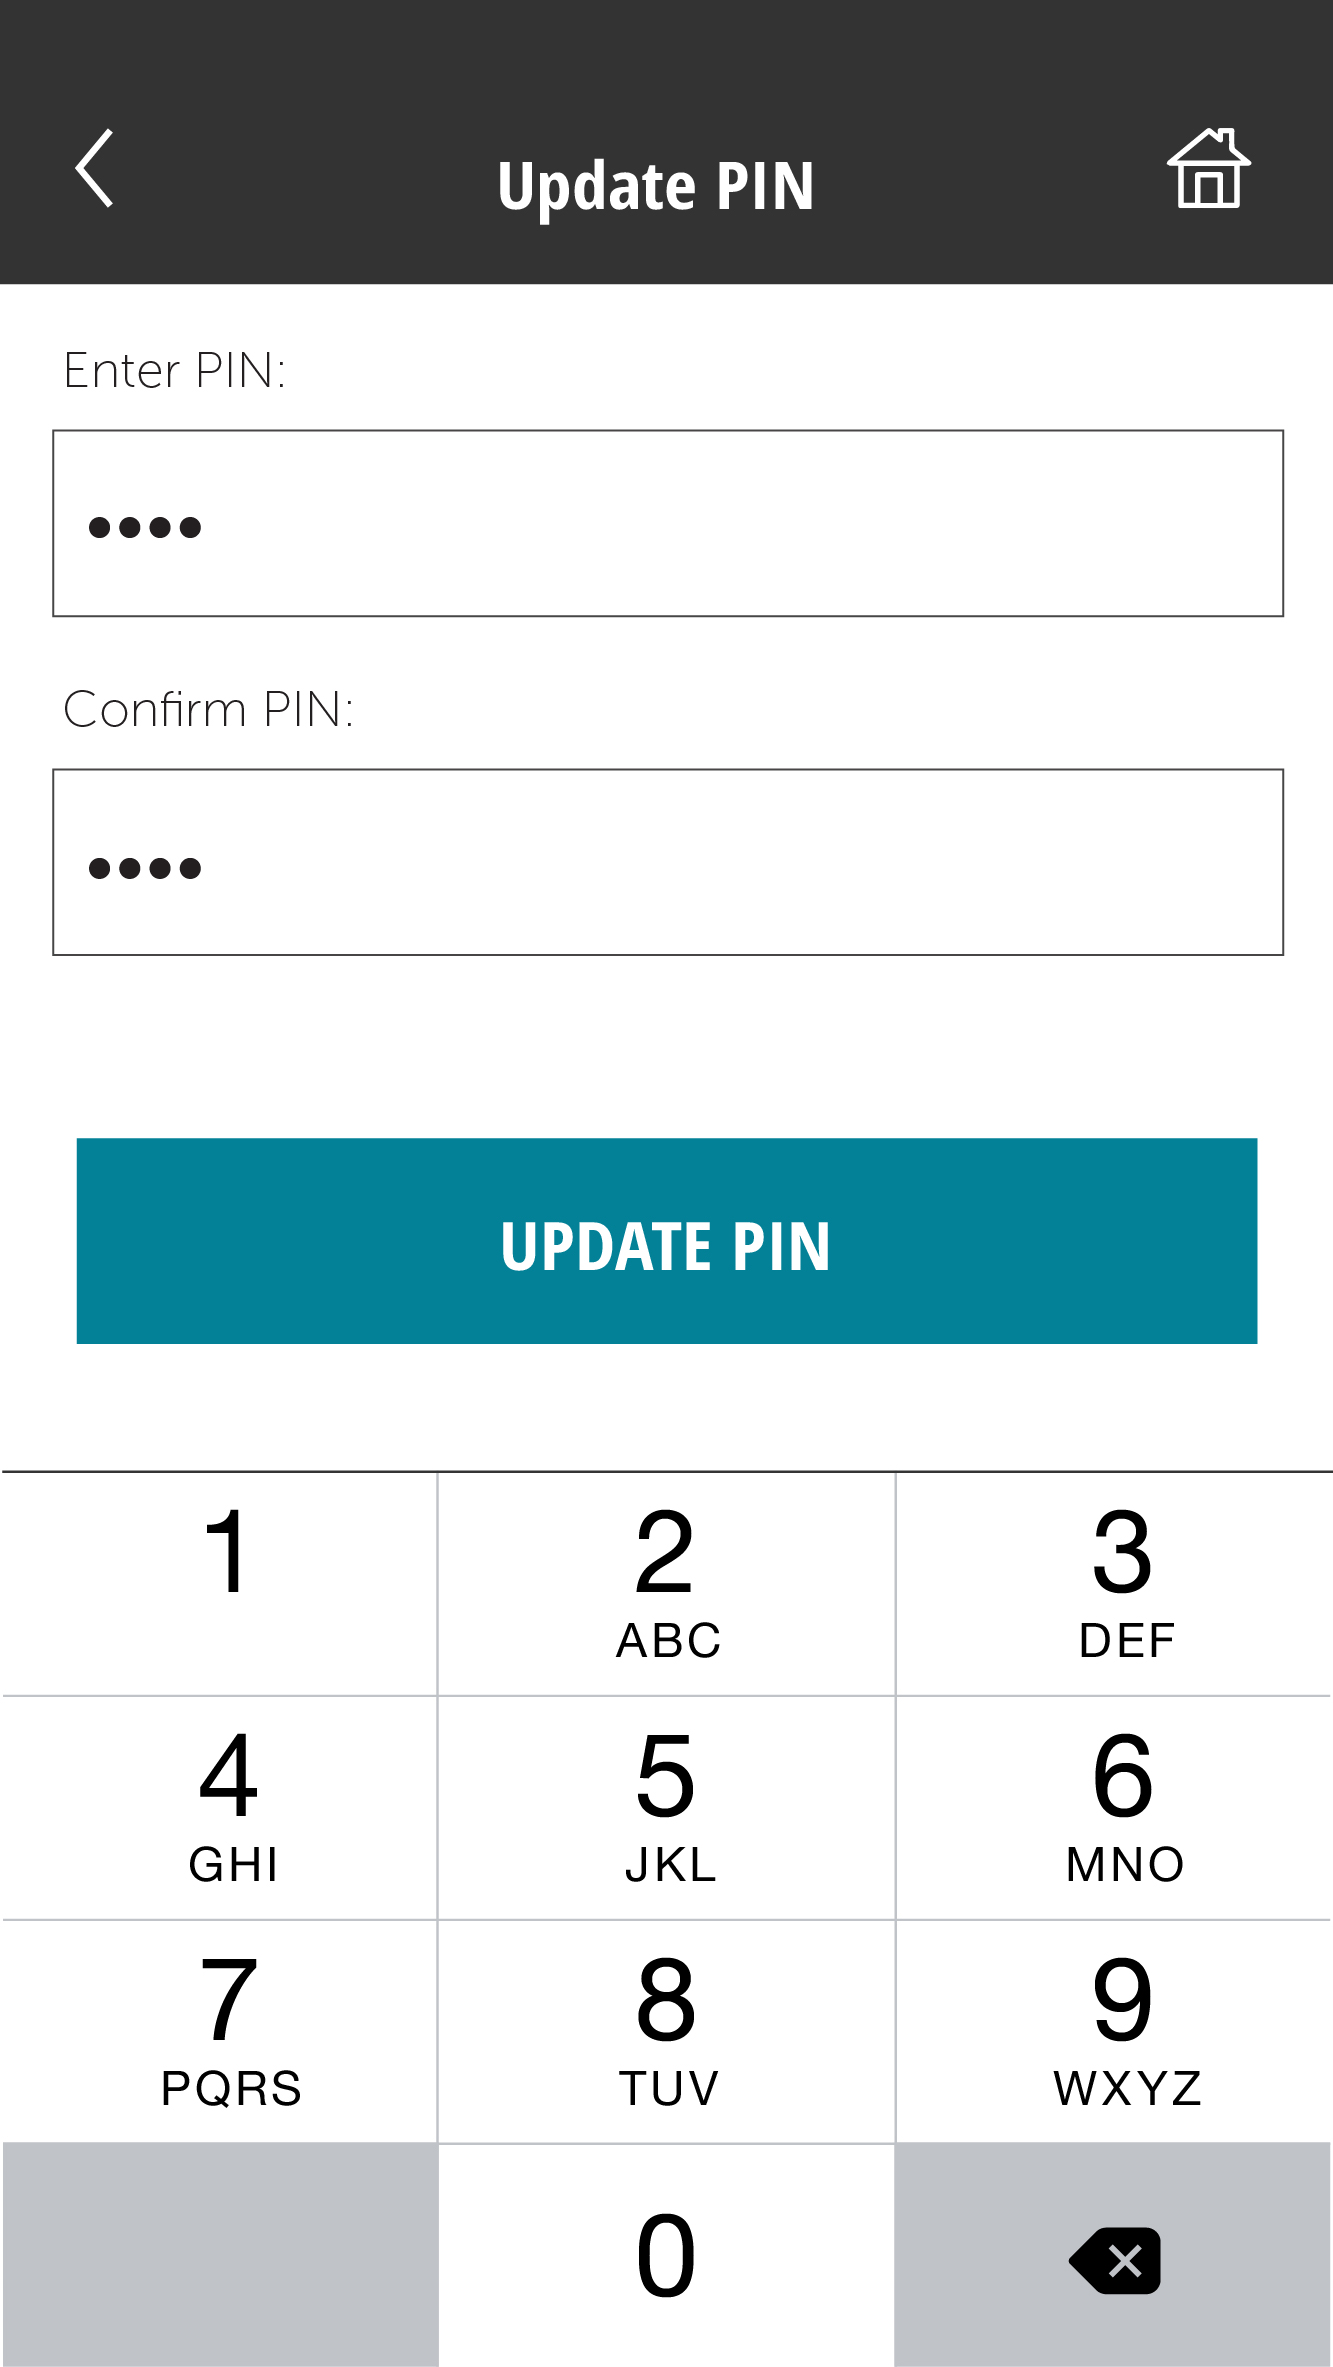 Update PIN
Enter PIN:
••••
Confirm PIN:
••••
UPDATE PIN
1 2 3
ABC DEF
4 5 6
GHI JKL MNO
7 8 9
PQRS TUV WXYZ
0